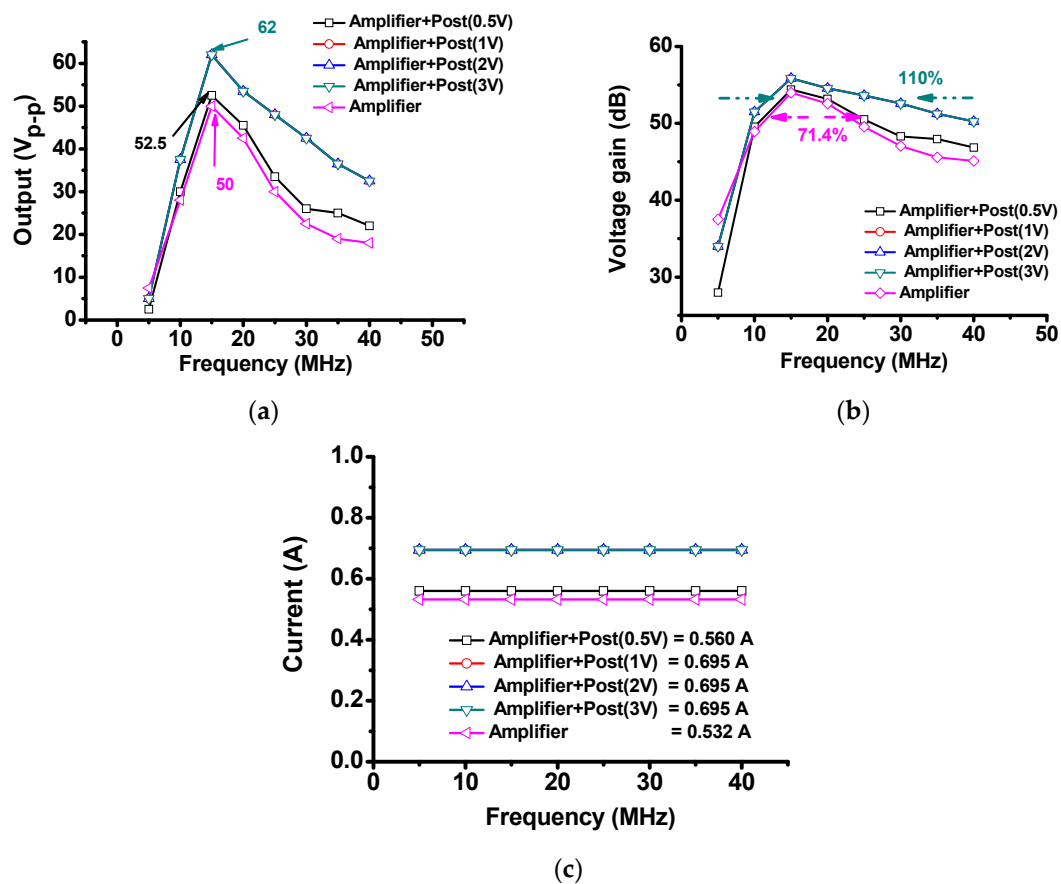 Output (Vp-p)
60
50
40
30
20
10
0
0 10 20 30 40 50
Frequency (MHz)
62
52.5
50
Amplifier+Post(0.5V)
Amplifier+Post(1V)
Amplifier+Post(2V)
Amplifier+Post(3V)
Amplifier
(a)
Voltage gain (dB)
60
50
40
30
0 10 20 30 40 50
Frequency (MHz)
110%
71.4%
Amplifier+Post(0.5V)
Amplifier+Post(1V)
Amplifier+Post(2V)
Amplifier+Post(3V)
Amplifier
(b)
Current (A)
1.0
0.8
0.6
0.4
0.2
0.0
0 10 20 30 40
Frequency (MHz)
Amplifier+Post(0.5V) = 0.560 A
Amplifier+Post(1V) = 0.695 A
Amplifier+Post(2V) = 0.695 A
Amplifier+Post(3V) = 0.695 A
Amplifier = 0.532 A
(c)